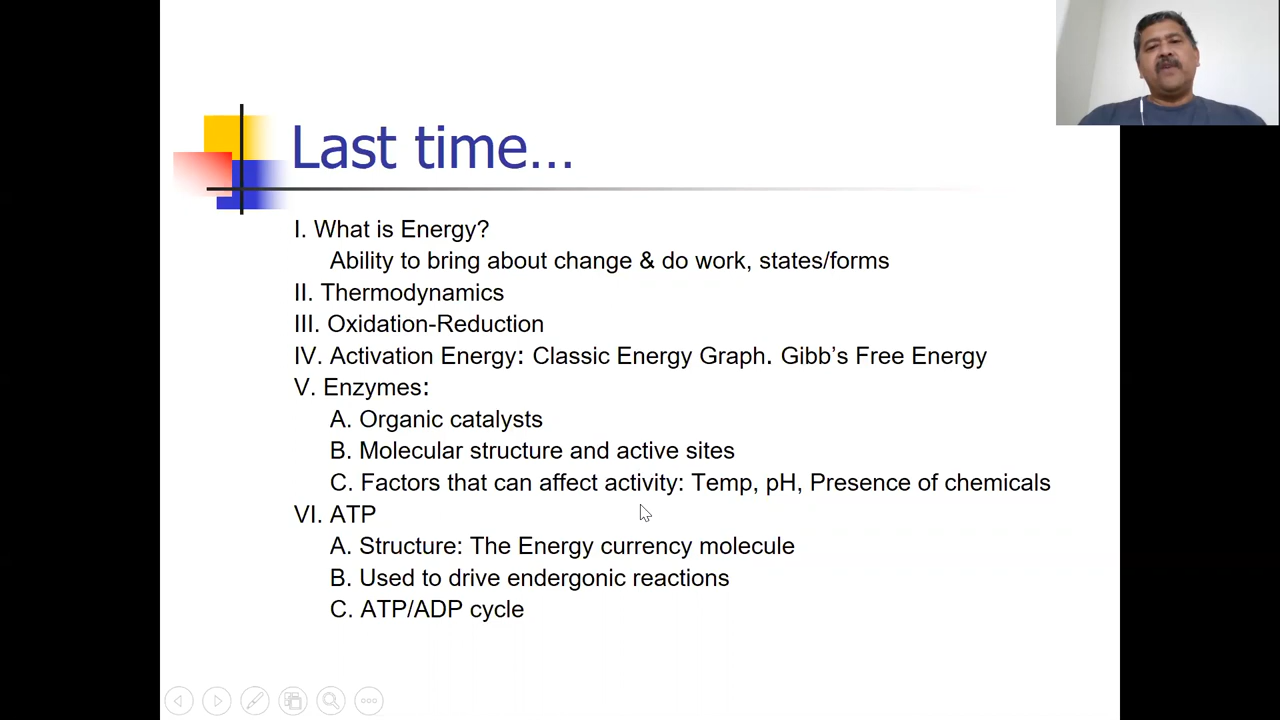 Last time…
I. What is Energy?
Ability to bring about change & do work, states/forms
II. Thermodynamics
III. Oxidation-Reduction
IV. Activation Energy: Classic Energy Graph. Gibb’s Free Energy
V. Enzymes:
A. Organic catalysts
B. Molecular structure and active sites
C. Factors that can affect activity: Temp, pH, Presence of chemicals
VI. ATP
A. Structure: The Energy currency molecule
B. Used to drive endergonic reactions
C. ATP/ADP cycle